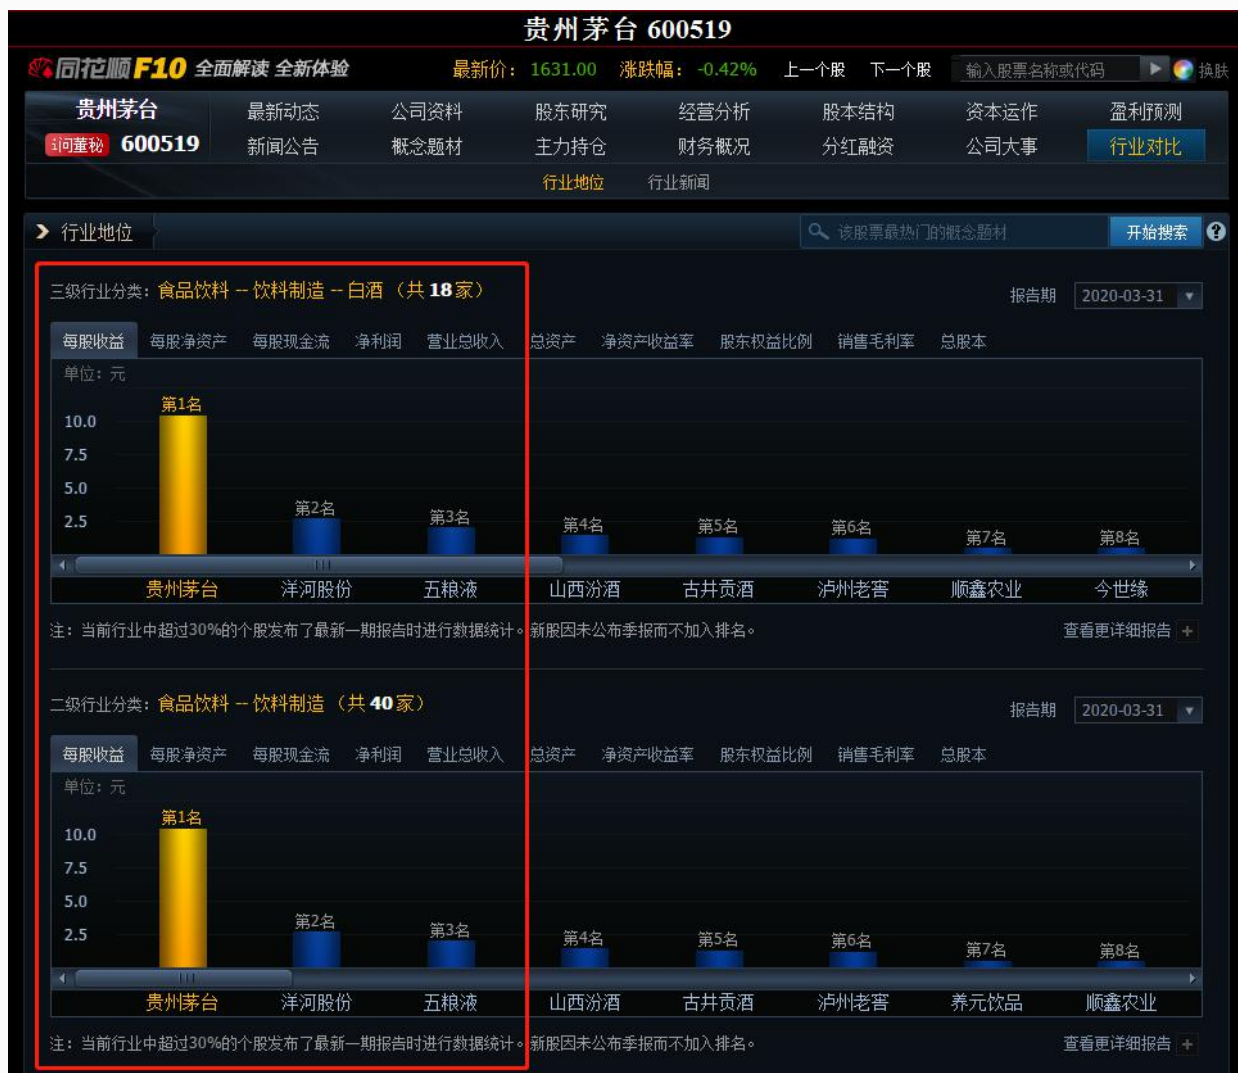 贵州茅台 600519
同花顺 F10 全面解读 全新体验 最新价： 1631.00 涨跌幅： -0.42% 上一个股 下一个股 输入股票名称或代码 换肤
贵州茅台 最新动态 公司资料 股东研究 经营分析 股本结构 资本运作 盈利预测
i问董秘 600519 新闻公告 概念题材 主力持仓 财务概况 分红融资 公司大事 行业对比
行业地位 行业新闻
行业地位 该股票最热门的概念题材 开始搜索 ?
三级行业分类：食品饮料 -- 饮料制造 -- 白酒 （共 18 家） 报告期 2020-03-31
每股收益 每股净资产 每股现金流 净利润 营业总收入 总资产 净资产收益率 股东权益比例 销售毛利率 总股本
单位：元
第1名
10.0
7.5
5.0
第2名 第3名 第4名 第5名 第6名 第7名 第8名
2.5
贵州茅台 洋河股份 五粮液 山西汾酒 古井贡酒 泸州老窖 顺鑫农业 今世缘
注：当前行业中超过30%的个股发布了最新一期报告时进行数据统计。新股因未公布季报而不加入排名。 查看更详细报告 +
二级行业分类：食品饮料 -- 饮料制造 （共 40 家） 报告期 2020-03-31
每股收益 每股净资产 每股现金流 净利润 营业总收入 总资产 净资产收益率 股东权益比例 销售毛利率 总股本
单位：元
第1名
10.0
7.5
5.0
第2名 第3名 第4名 第5名 第6名 第7名 第8名
2.5
贵州茅台 洋河股份 五粮液 山西汾酒 古井贡酒 泸州老窖 养元饮品 顺鑫农业
注：当前行业中超过30%的个股发布了最新一期报告时进行数据统计。新股因未公布季报而不加入排名。 查看更详细报告 +